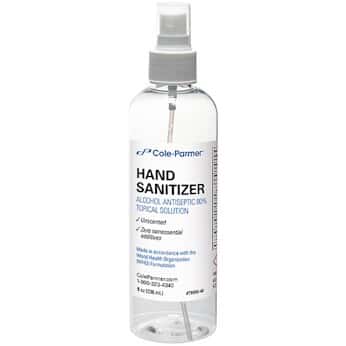 Cole-Parmer
HAND
SANITIZER
ALCOHOL ANTISEPTIC 80%
TOPICAL SOLUTION
✓ Unscented
✓ Zero nonessential
additives
Made in accordance with the
World Health Organization
(WHO) Formulation
ColeParmer.com
1-800-323-4340
8 oz (236 mL)